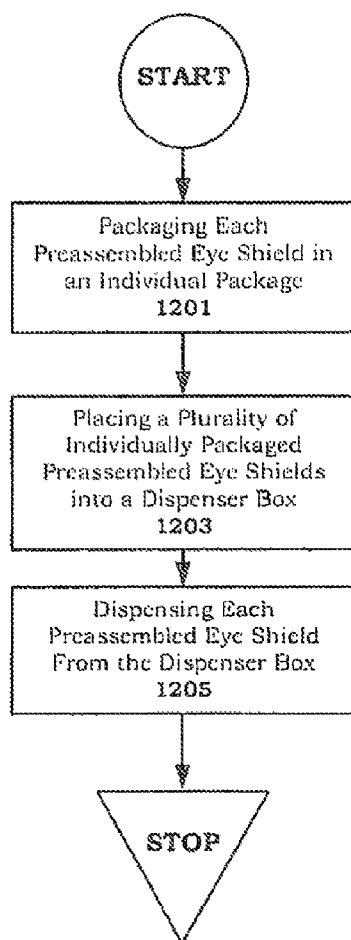 START
Packaging Each
Preassembled Eye Shield in
an Individual Package
1201
Placing a Plurality of
Individually Packaged
Preassembled Eye Shields
into a Dispenser Box
1203
Dispensing Each
Preassembled Eye Shield
From the Dispenser Box
1205
STOP